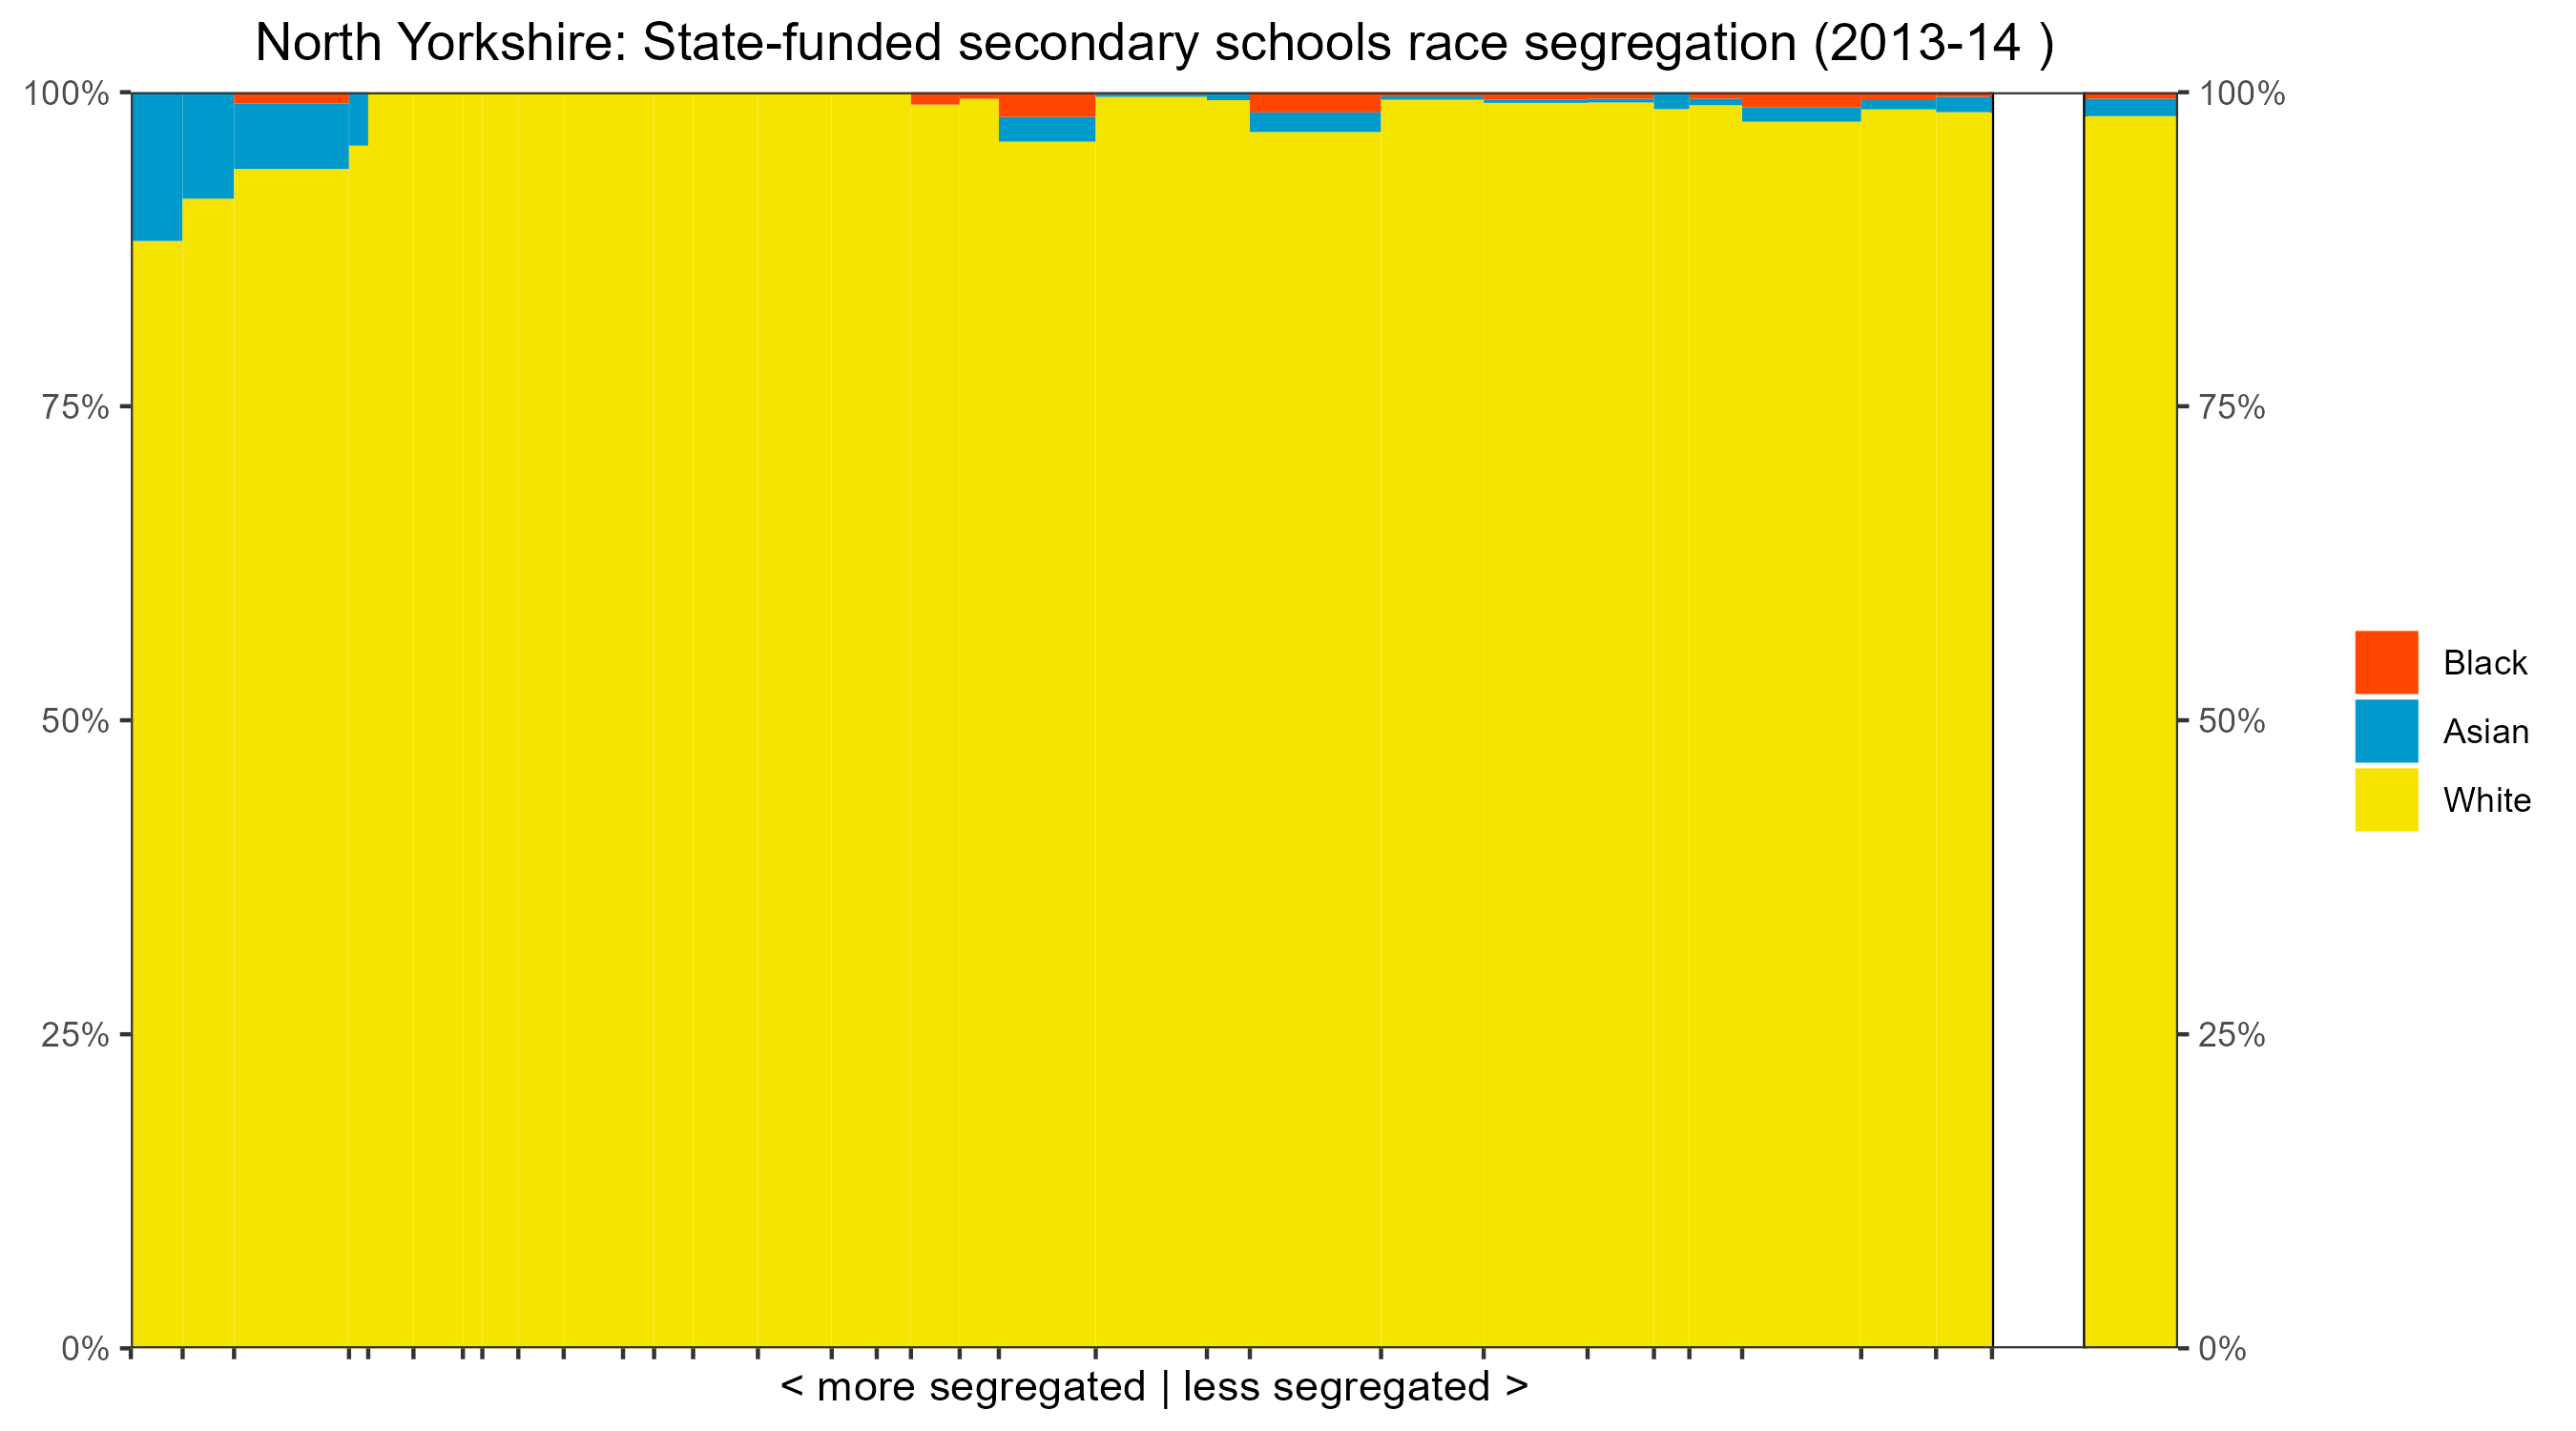 North Yorkshire: State-funded secondary schools race segregation (2013-14 )
100%
75%
50%
25%
0%
100%
75%
50%
25%
0%
Black
Asian
White
< more segregated | less segregated >